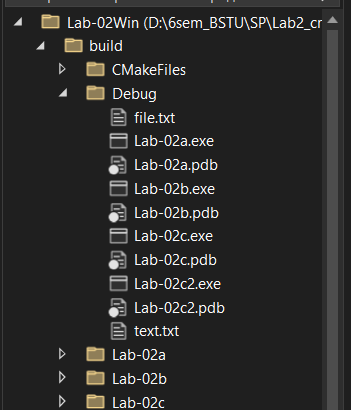 Lab-02Win (D:\6sem_BSTU\SP\Lab2_cr
build
CMakeFiles
Debug
file.txt
Lab-02a.exe
Lab-02a.pdb
Lab-02b.exe
Lab-02b.pdb
Lab-02c.exe
Lab-02c.pdb
Lab-02c2.exe
Lab-02c2.pdb
text.txt
Lab-02a
Lab-02b
Lab-02c